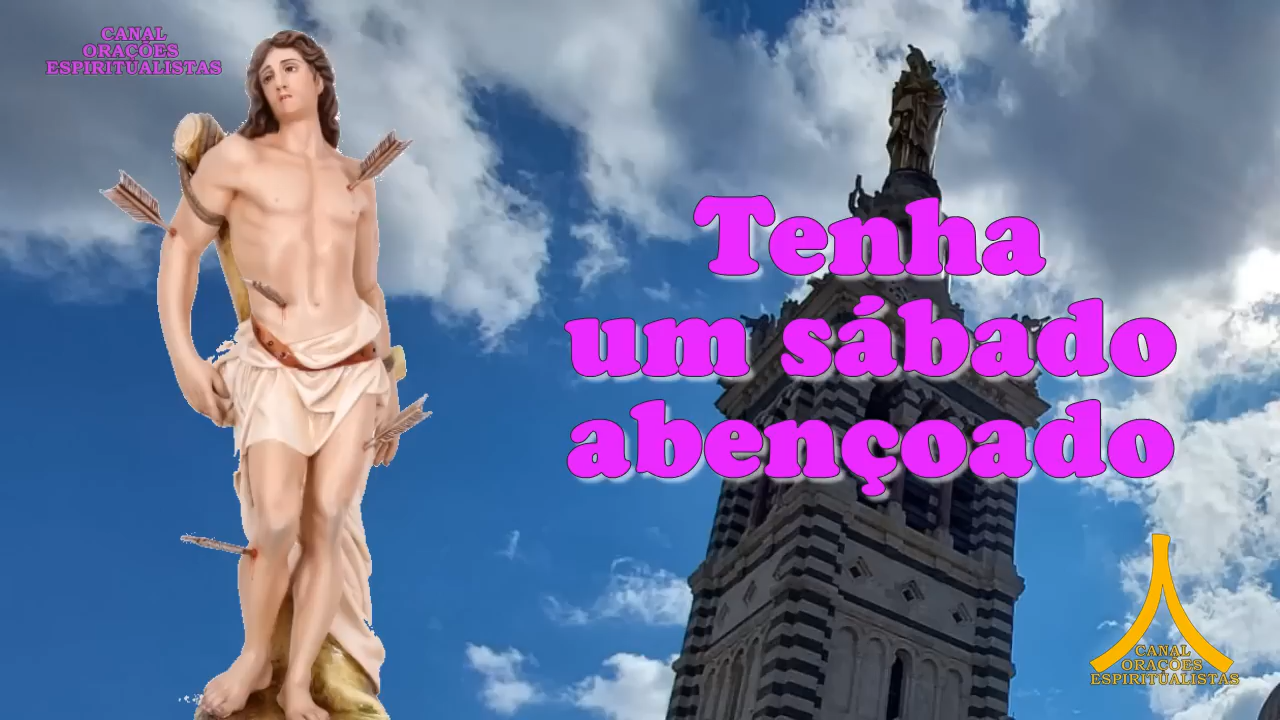 CANAL
ORAÇÕES
ESPIRITUALISTAS
Tenha
um sábado
abençoado
CANAL
ORAÇÕES
ESPIRITUALISTAS